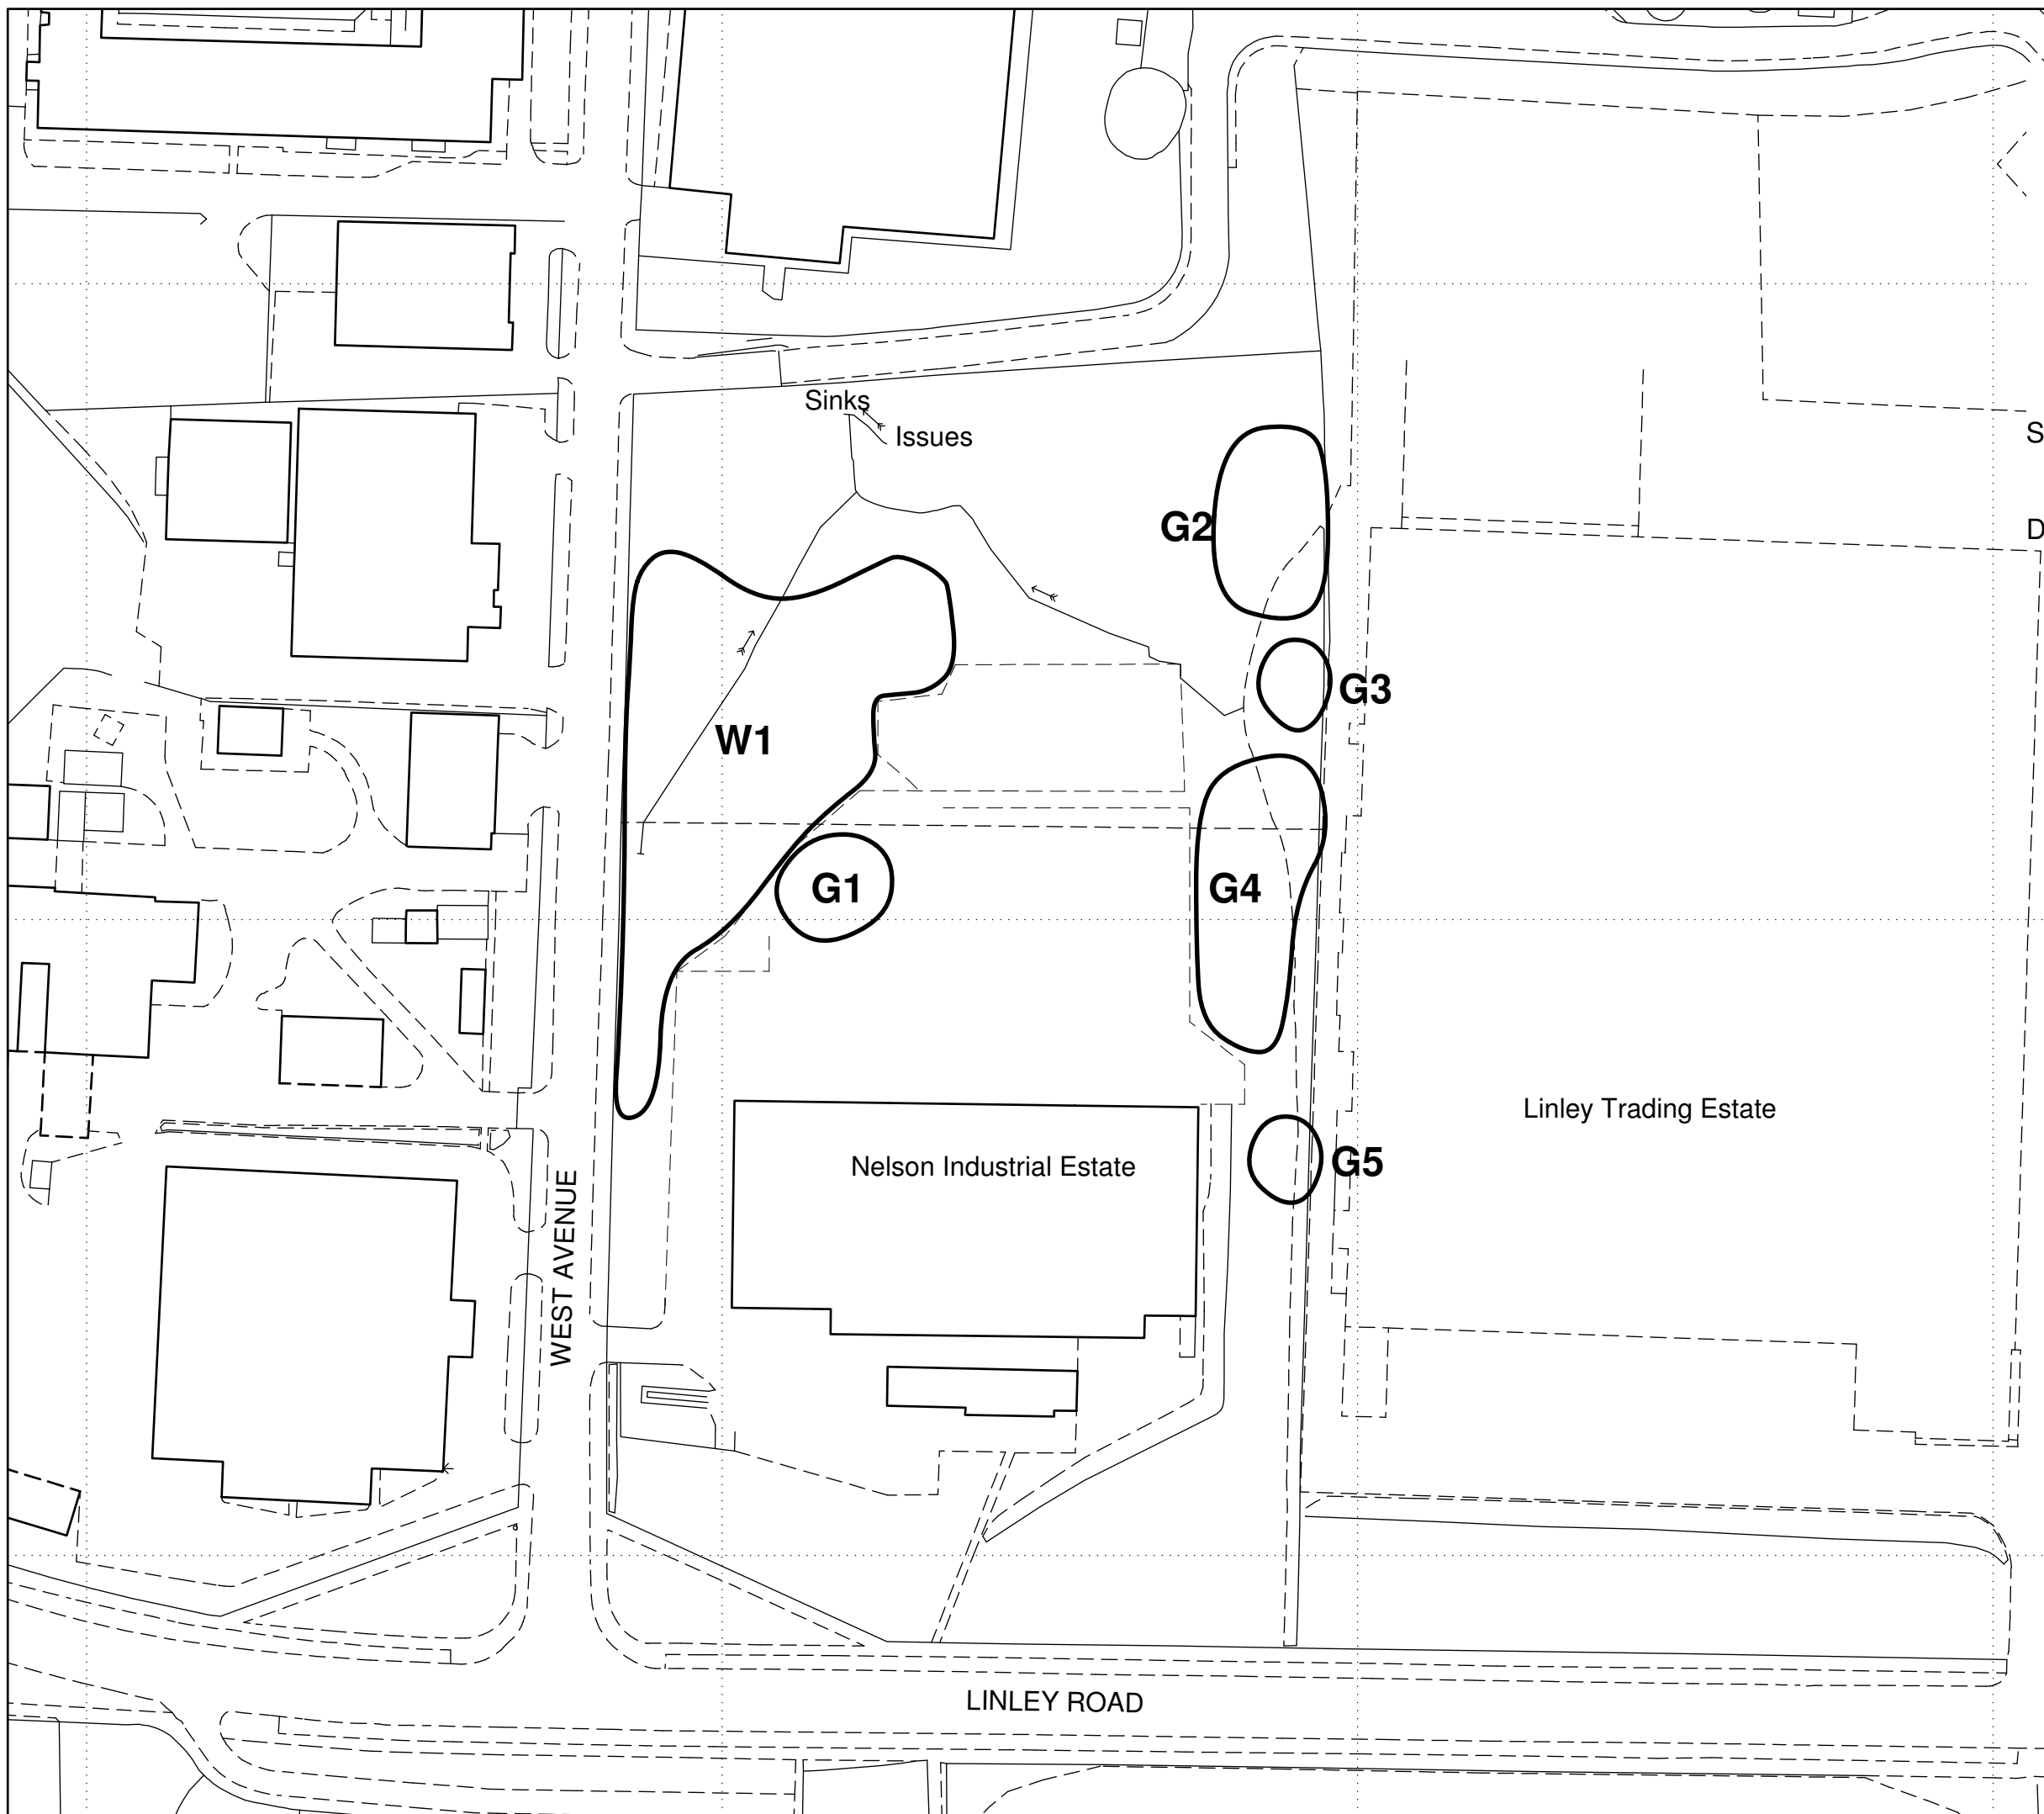 Sinks
Issues
S
G2
D
G3
W1
G1
G4
Linley Trading Estate
Nelson Industrial Estate
G5
WEST AVENUE
LINLEY ROAD